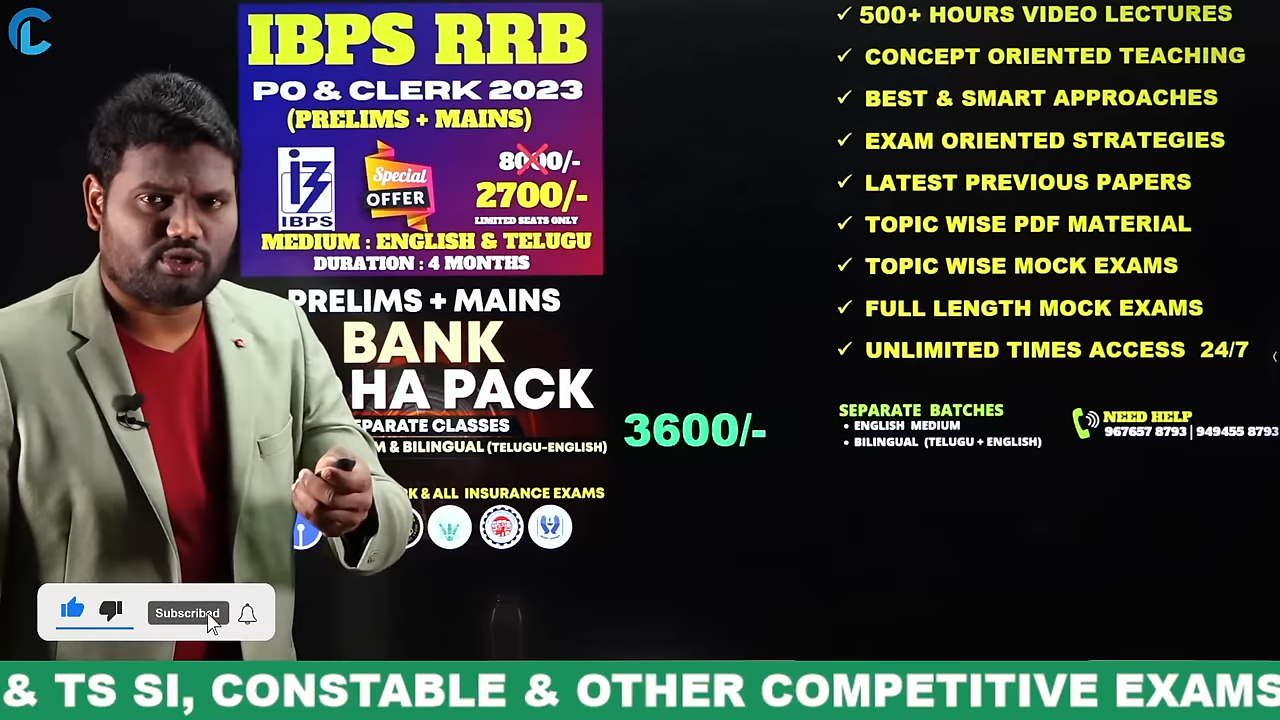 IBPS RRB
PO & CLERK 2023
(PRELIMS + MAINS)
IBPS
Special
OFFER
8000/-
2700/-
LIMITED SEATS ONLY
MEDIUM : ENGLISH & TELUGU
DURATION : 4 MONTHS
PRELIMS + MAINS
BANK
HA PACK
EPARATE CLASSES
M & BILINGUAL (TELUGU-ENGLISH)
3600/-
K & ALL INSURANCE EXAMS
✓ 500+ HOURS VIDEO LECTURES
✓ CONCEPT ORIENTED TEACHING
✓ BEST & SMART APPROACHES
✓ EXAM ORIENTED STRATEGIES
✓ LATEST PREVIOUS PAPERS
✓ TOPIC WISE PDF MATERIAL
✓ TOPIC WISE MOCK EXAMS
✓ FULL LENGTH MOCK EXAMS
✓ UNLIMITED TIMES ACCESS 24/7
SEPARATE BATCHES
• ENGLISH MEDIUM
• BILINGUAL (TELUGU + ENGLISH)
NEED HELP
967657 8793 | 949455 8793
Subscribed
& TS SI, CONSTABLE & OTHER COMPETITIVE EXAMS